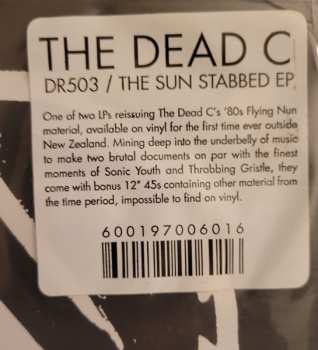 THE DEAD C
DR503 / THE SUN STABBED EP
One of two LPs reissuing The Dead C's '80s Flying Nun
material, available on vinyl for the first time ever outside
New Zealand. Mining deep into the underbelly of music
to make two brutal documents on par with the finest
moments of Sonic Youth and Throbbing Gristle, they
come with bonus 12" 45s containing other material from
the time period, impossible to find on vinyl.
600197006016